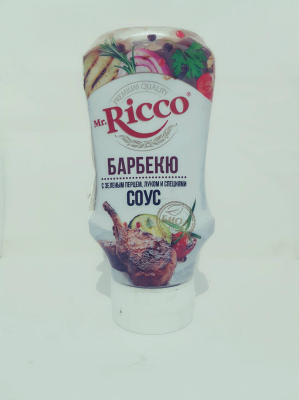 PREMIUM QUALITY
Mr. Ricco®
БАРБЕКЮ
С ЗЕЛЕНЫМ ПЕРЦЕМ, ЛУКОМ И СПЕЦИЯМИ
СОУС